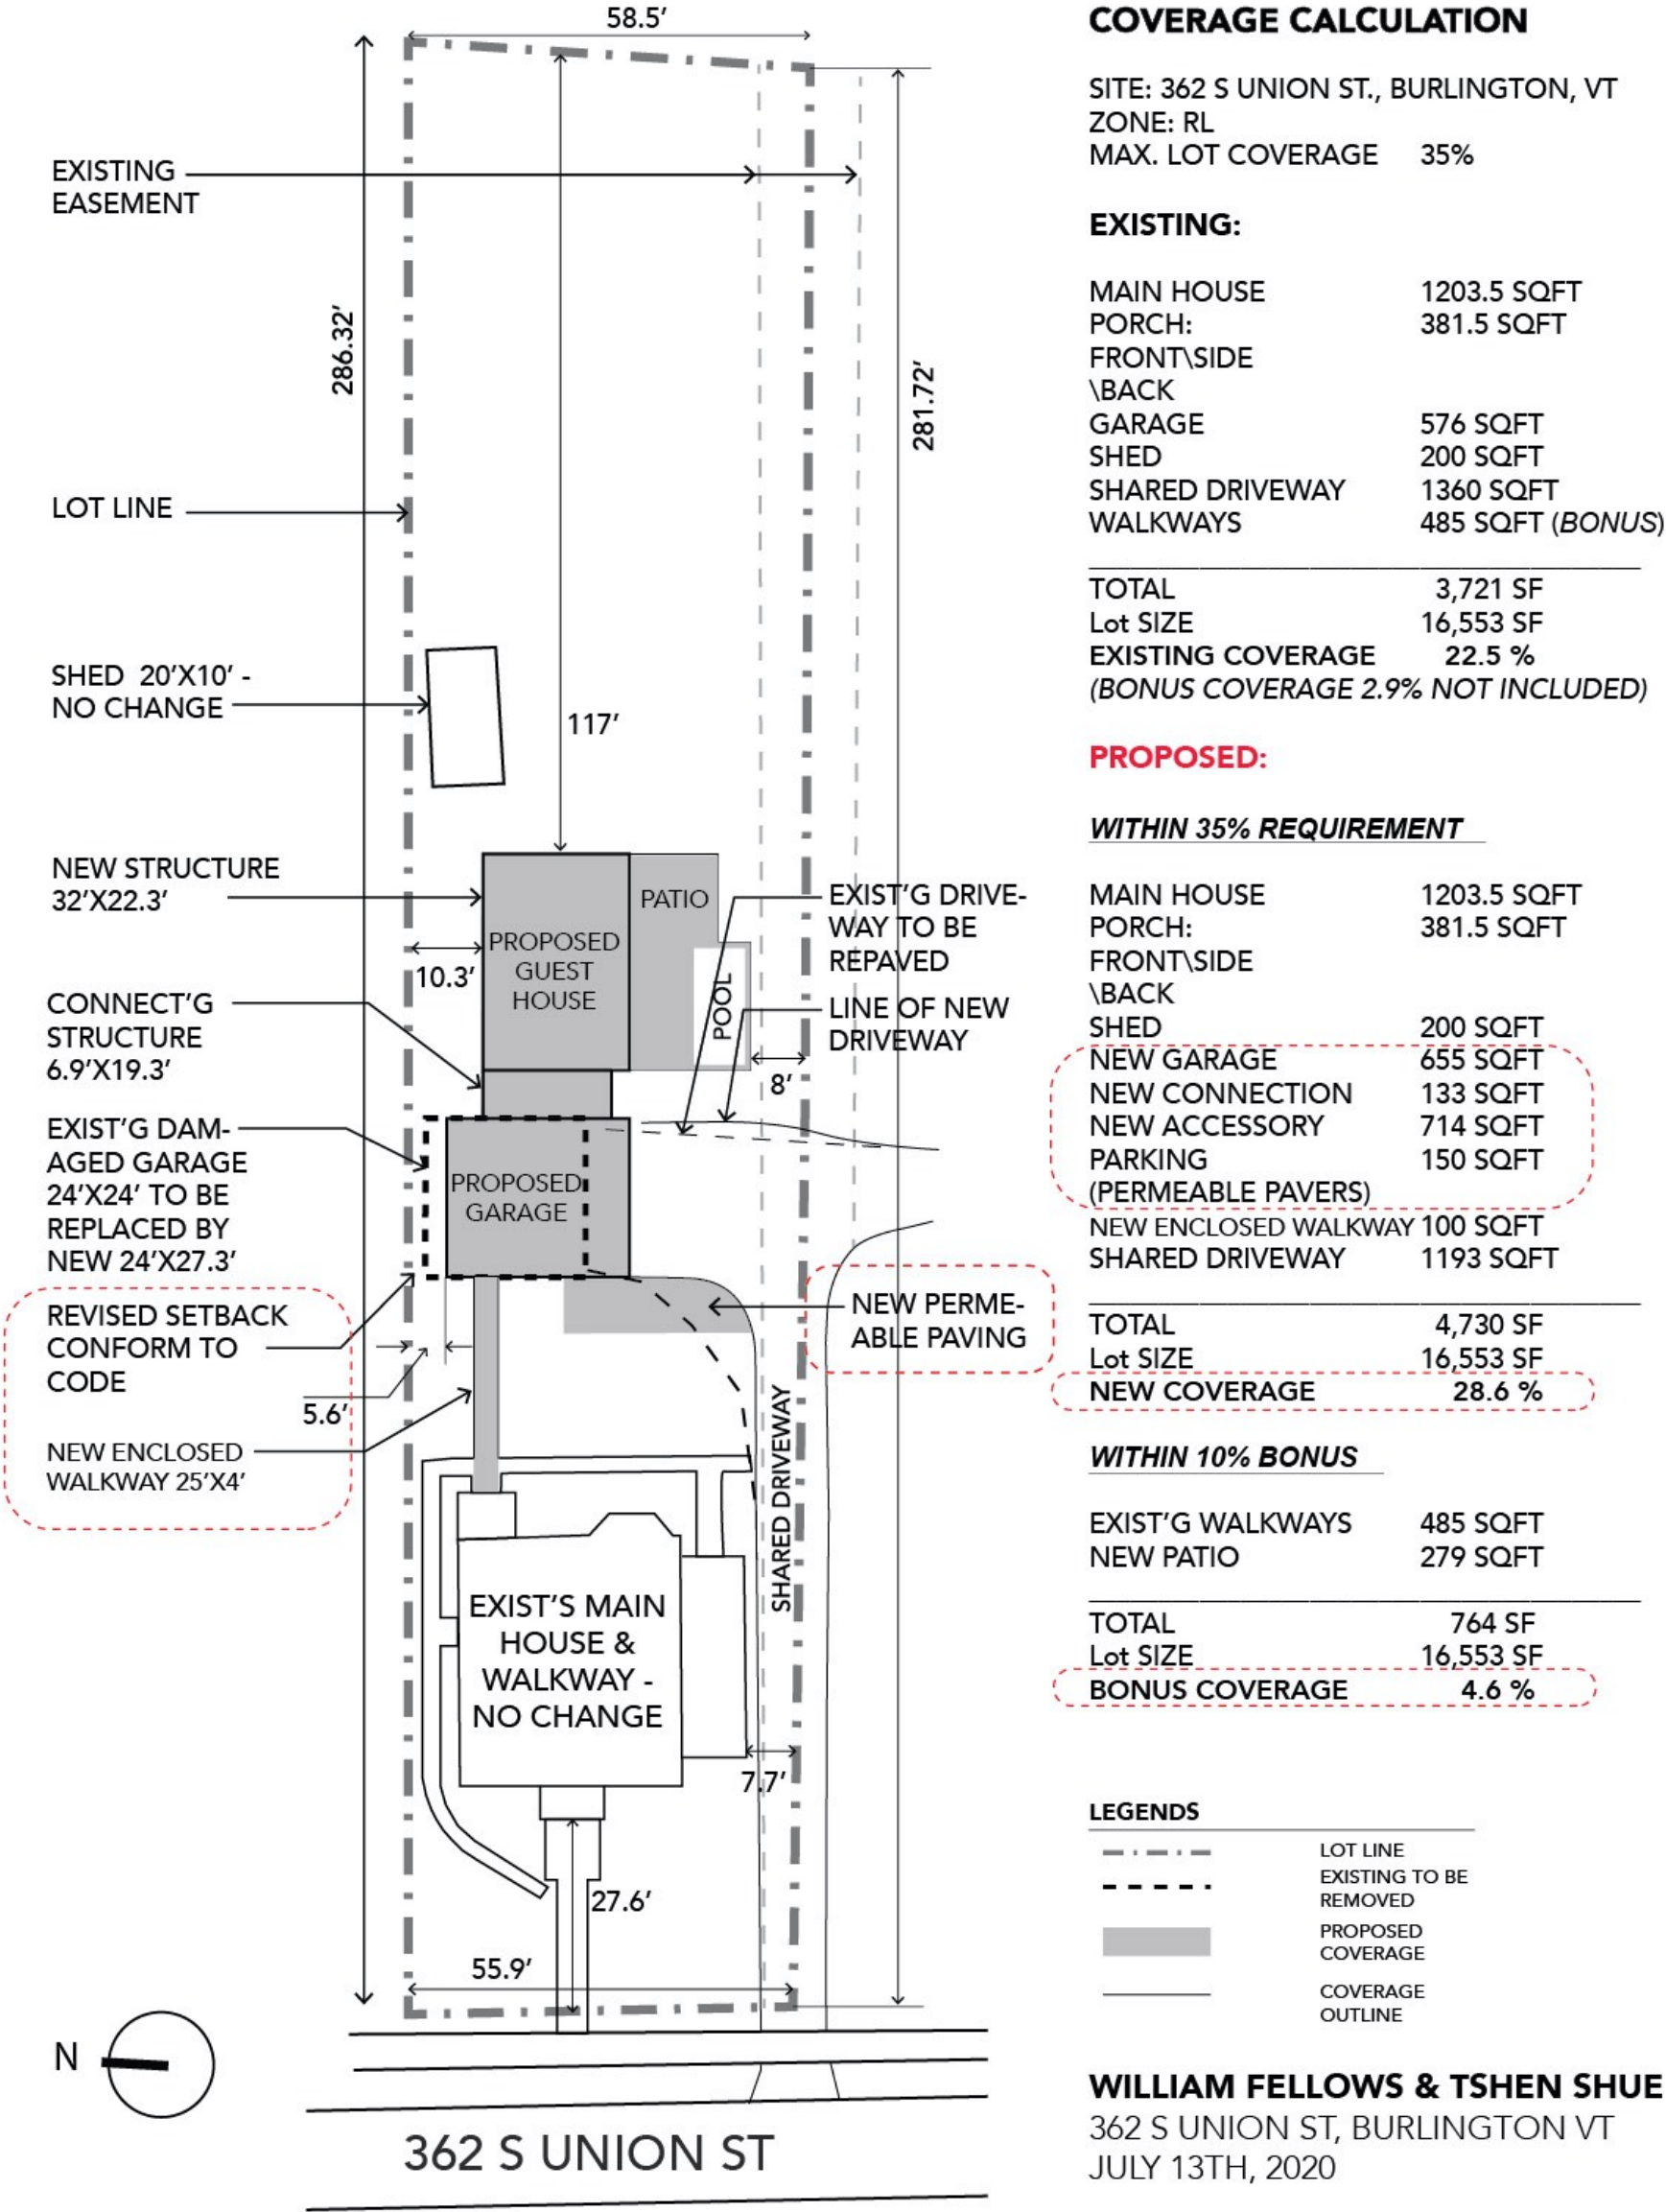 58.5'
EXISTING
EASEMENT
286.32'
281.72'
LOT LINE
SHED 20'X10' -
NO CHANGE
117'
NEW STRUCTURE
32'X22.3'
PATIO
PROPOSED
GUEST
HOUSE
10.3'
POOL
EXIST'G DRIVE-
WAY TO BE
REPAVED
LINE OF NEW
DRIVEWAY
8'
CONNECT'G
STRUCTURE
6.9'X19.3'
EXIST'G DAM-
AGED GARAGE
24'X24' TO BE
REPLACED BY
NEW 24'X27.3'
PROPOSED
GARAGE
REVISED SETBACK
CONFORM TO
CODE
5.6'
NEW ENCLOSED
WALKWAY 25'X4'
NEW PERME-
ABLE PAVING
SHARED DRIVEWAY
EXIST'S MAIN
HOUSE &
WALKWAY -
NO CHANGE
7.7'
27.6'
55.9'
N
362 S UNION ST
COVERAGE CALCULATION
SITE: 362 S UNION ST., BURLINGTON, VT
ZONE: RL
MAX. LOT COVERAGE 35%
EXISTING:
MAIN HOUSE 1203.5 SQFT
PORCH: 381.5 SQFT
FRONT\SIDE
\BACK
GARAGE 576 SQFT
SHED 200 SQFT
SHARED DRIVEWAY 1360 SQFT
WALKWAYS 485 SQFT (BONUS)
TOTAL 3,721 SF
Lot SIZE 16,553 SF
EXISTING COVERAGE 22.5 %
(BONUS COVERAGE 2.9% NOT INCLUDED)
PROPOSED:
WITHIN 35% REQUIREMENT
MAIN HOUSE 1203.5 SQFT
PORCH: 381.5 SQFT
FRONT\SIDE
\BACK
SHED 200 SQFT
NEW GARAGE 655 SQFT
NEW CONNECTION 133 SQFT
NEW ACCESSORY 714 SQFT
PARKING 150 SQFT
(PERMEABLE PAVERS)
NEW ENCLOSED WALKWAY 100 SQFT
SHARED DRIVEWAY 1193 SQFT
TOTAL 4,730 SF
Lot SIZE 16,553 SF
NEW COVERAGE 28.6 %
WITHIN 10% BONUS
EXIST'G WALKWAYS 485 SQFT
NEW PATIO 279 SQFT
TOTAL 764 SF
Lot SIZE 16,553 SF
BONUS COVERAGE 4.6 %
LEGENDS
LOT LINE
EXISTING TO BE
REMOVED
PROPOSED
COVERAGE
COVERAGE
OUTLINE
WILLIAM FELLOWS & TSHEN SHUE
362 S UNION ST, BURLINGTON VT
JULY 13TH, 2020